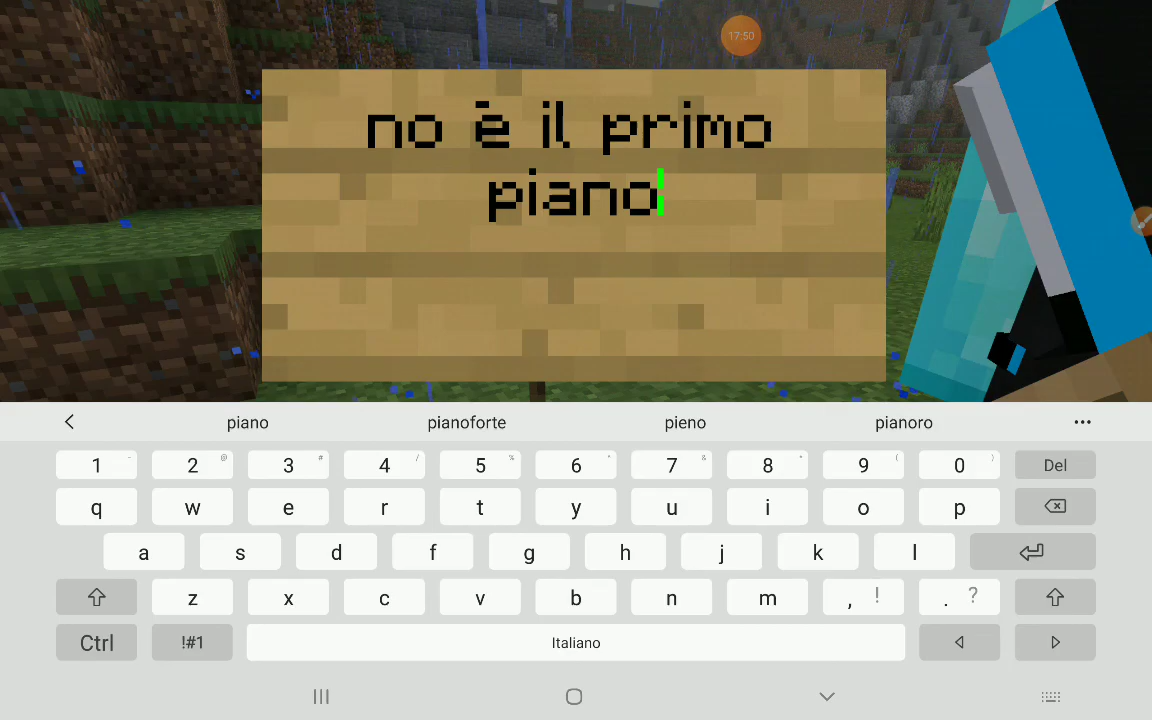 17:50
no è il primo
piano
piano pianoforte pieno pianoro
1 - 2 @ 3 # 4 / 5 % 6 ^ 7 & 8 * 9 ( 0 ) Del
q w e r t y u i o p
a s d f g h j k l
z x c v b n m , ! . ?
Ctrl !#1 Italiano